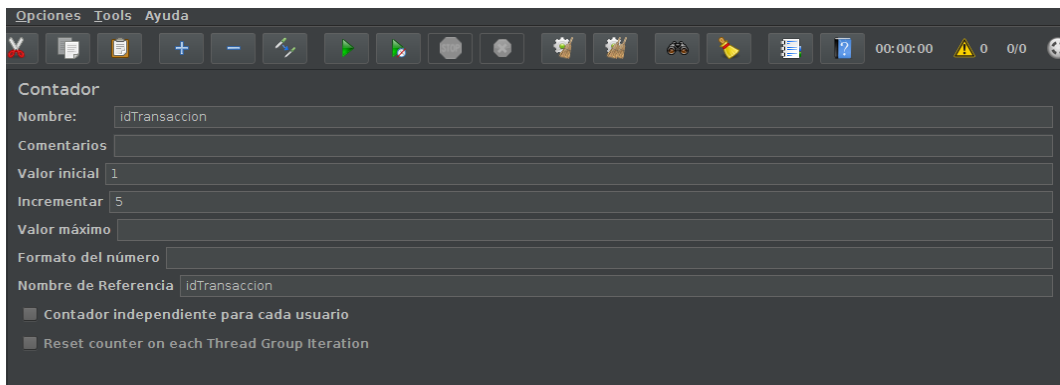 Opciones Tools Ayuda
STOP 00:00:00 0 0/0
Contador
Nombre: idTransaccion
Comentarios
Valor inicial 1
Incrementar 5
Valor máximo
Formato del número
Nombre de Referencia idTransaccion
Contador independiente para cada usuario
Reset counter on each Thread Group Iteration